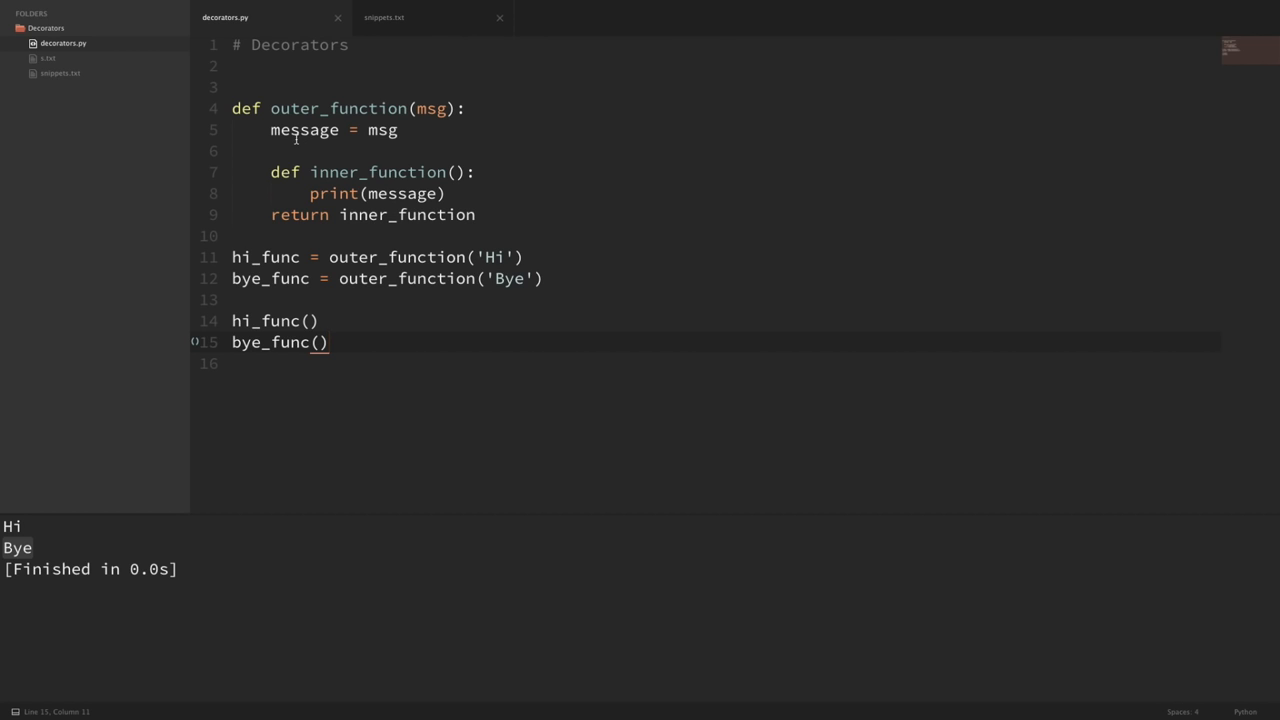 FOLDERS
Decorators
decorators.py
s.txt
snippets.txt
decorators.py × snippets.txt ×
1 # Decorators
2
3
4 def outer_function(msg):
5     message = msg
6
7     def inner_function():
8         print(message)
9     return inner_function
10
11 hi_func = outer_function('Hi')
12 bye_func = outer_function('Bye')
13
14 hi_func()
()15 bye_func()
16
Hi
Bye
[Finished in 0.0s]
Line 15, Column 11 Spaces: 4 Python